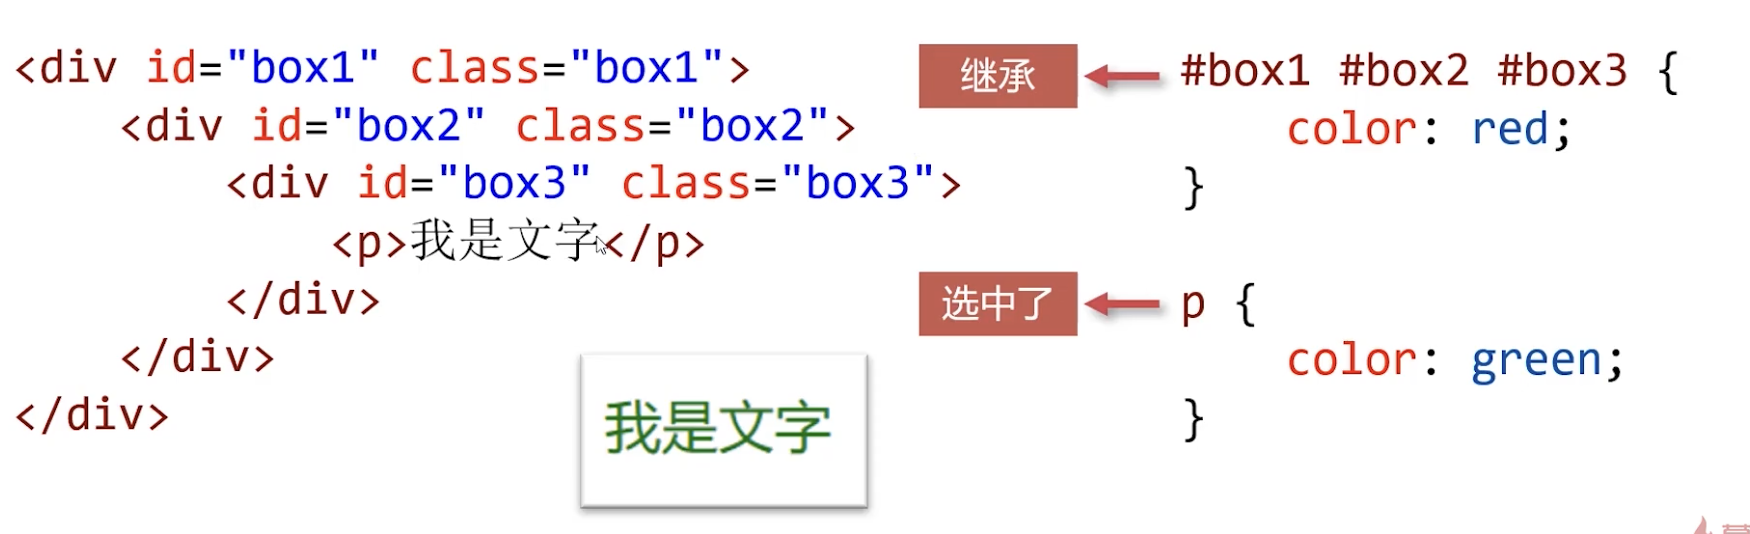 <div id="box1" class="box1">
<div id="box2" class="box2">
<div id="box3" class="box3">
<p>我是文字</p>
</div>
</div>
</div>
我是文字
继承
#box1 #box2 #box3 {
color: red;
}
选中了
p {
color: green;
}